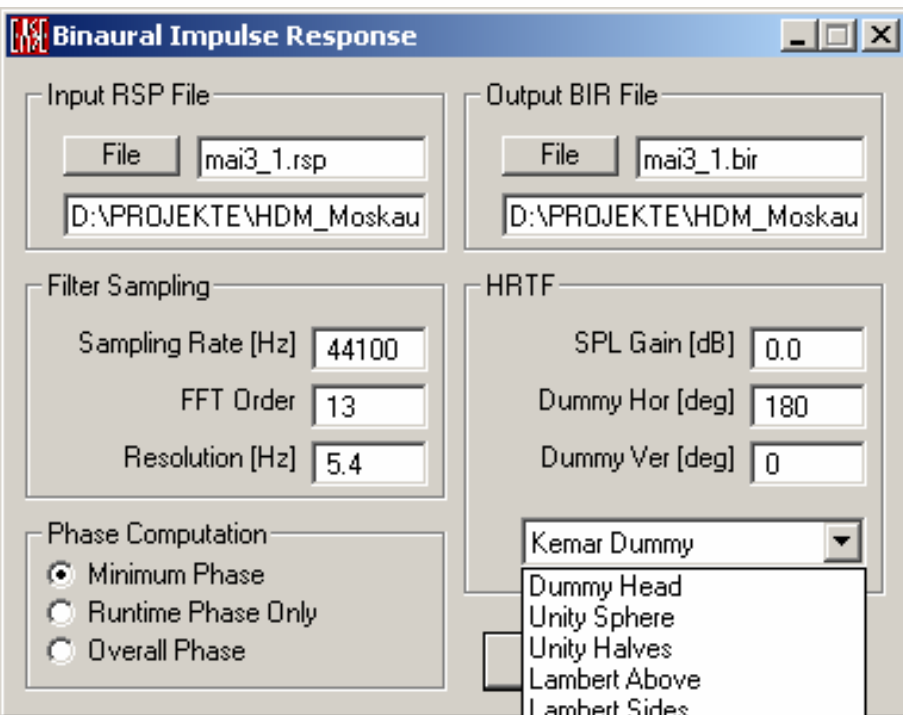 EASE
Binaural Impulse Response
Input RSP File
File mai3_1.rsp
D:\PROJEKTE\HDM_Moskau
Output BIR File
File mai3_1.bir
D:\PROJEKTE\HDM_Moskau
Filter Sampling
Sampling Rate [Hz] 44100
FFT Order 13
Resolution [Hz] 5.4
HRTF
SPL Gain [dB] 0.0
Dummy Hor [deg] 180
Dummy Ver [deg] 0
Phase Computation
Minimum Phase
Runtime Phase Only
Overall Phase
Kemar Dummy
Dummy Head
Unity Sphere
Unity Halves
Lambert Above
Lambert Sides